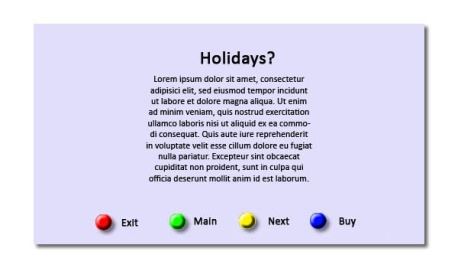 Holidays?
Lorem ipsum dolor sit amet, consectetur
adipisici elit, sed eiusmod tempor incidunt
ut labore et dolore magna aliqua. Ut enim
ad minim veniam, quis nostrud exercitation
ullamco laboris nisi ut aliquid ex ea commo-
di consequat. Quis aute iure reprehenderit
in voluptate velit esse cillum dolore eu fugiat
nulla pariatur. Excepteur sint obcaecat
cupiditat non proident, sunt in culpa qui
officia deserunt mollit anim id est laborum.
Exit Main Next Buy